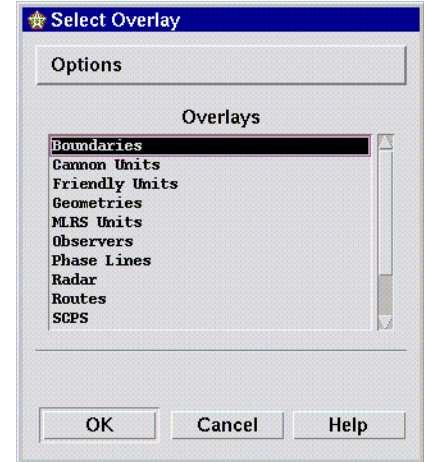 Select Overlay
Options
Overlays
Boundaries
Cannon Units
Friendly Units
Geometries
MLRS Units
Observers
Phase Lines
Radar
Routes
SCPS
OK Cancel Help